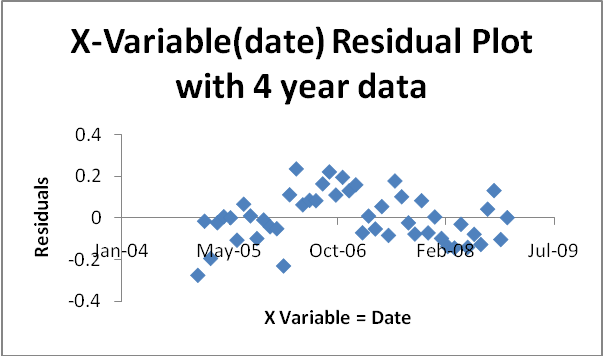 X-Variable(date) Residual Plot
with 4 year data
0.4
0.2
0
-0.2
-0.4
Residuals
Jan-04
May-05
Oct-06
Feb-08
Jul-09
X Variable = Date